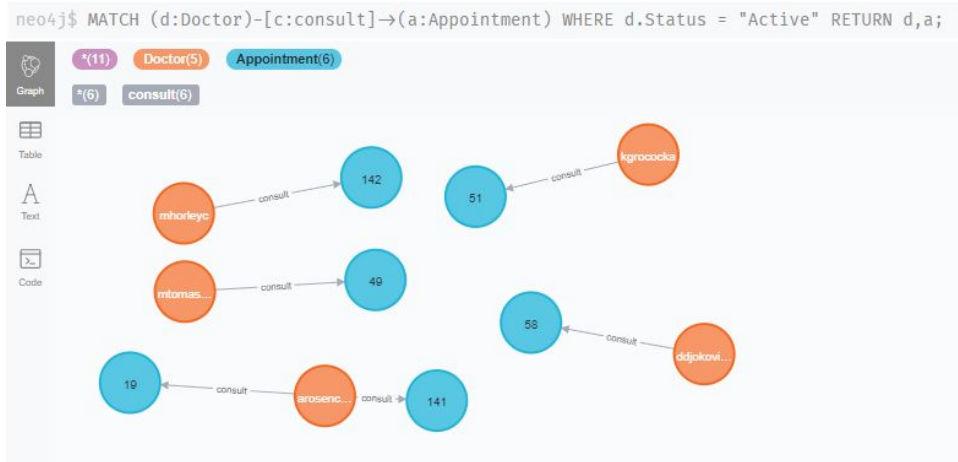 neo4j$ MATCH (d:Doctor)-[c:consult]→(a:Appointment) WHERE d.Status = "Active" RETURN d,a;
*(11) Doctor(5) Appointment(6)
Graph
*(6) consult(6)
Table
A
Text
>_
Code
mhorleyc consult 142
kgrococka consult 51
mtomas... consult 49
58 consult ddjokovi...
19 consult arosenc... consult 141